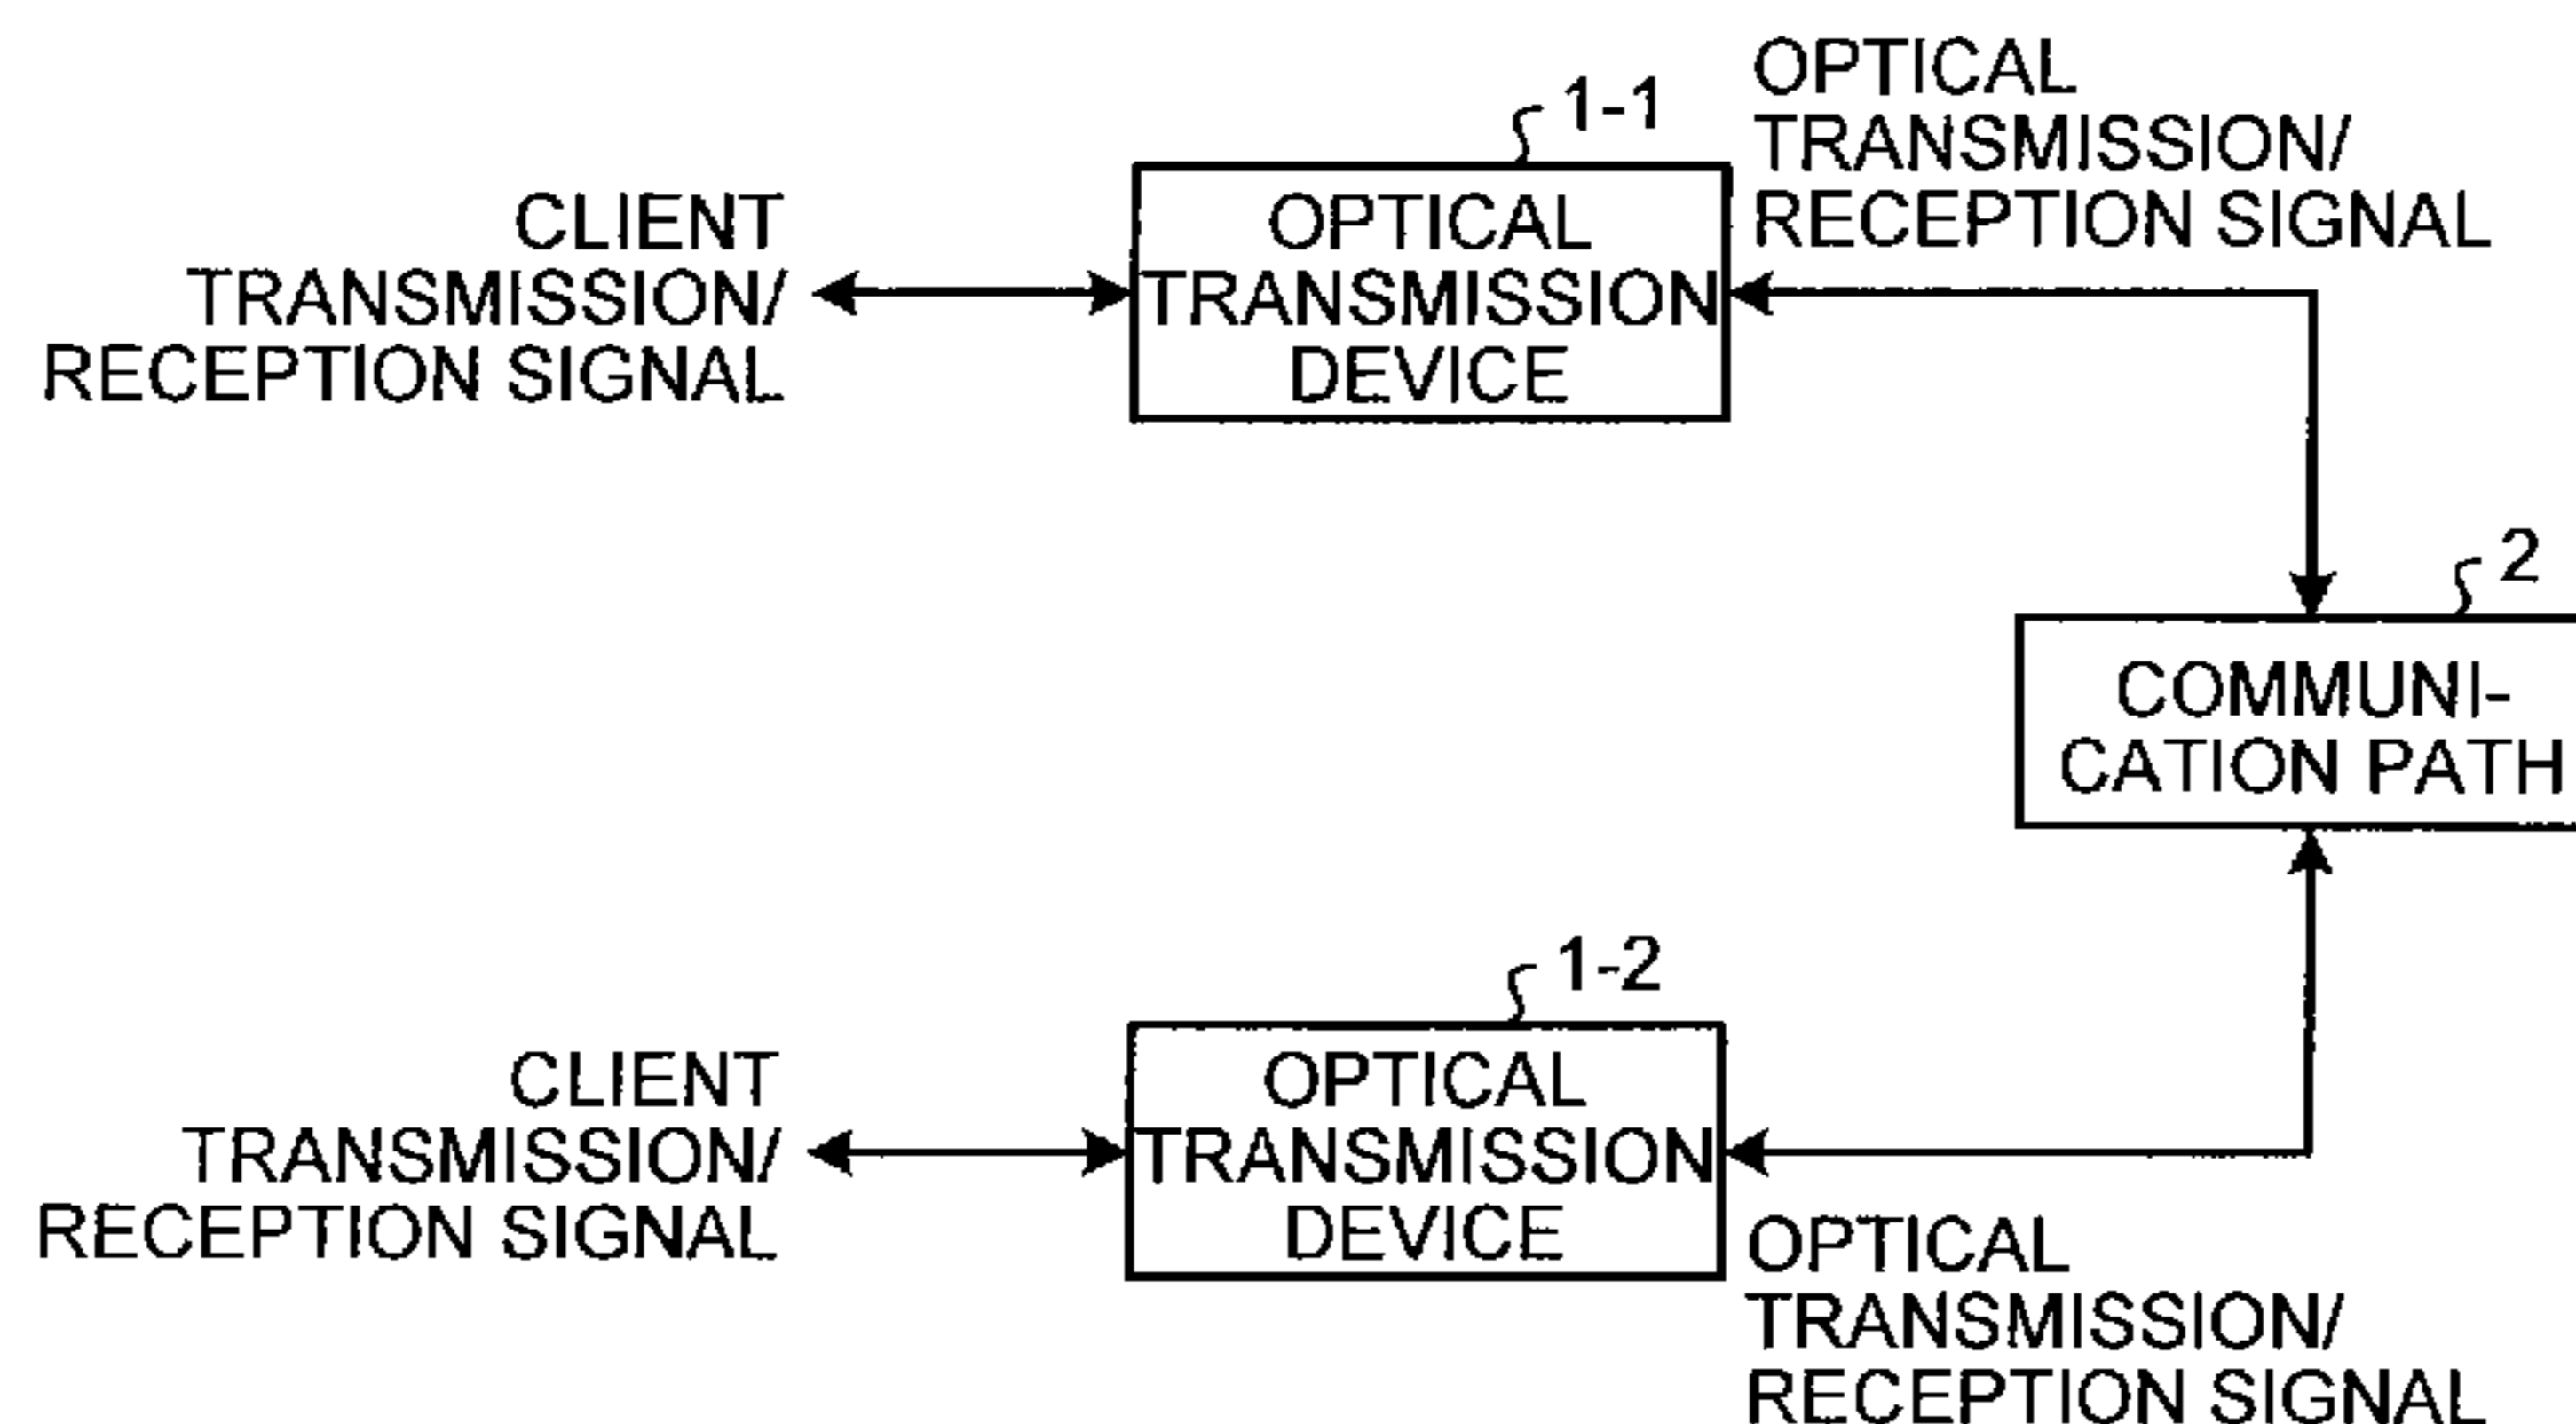 1-1
OPTICAL
TRANSMISSION/
RECEPTION SIGNAL
CLIENT
TRANSMISSION/
RECEPTION SIGNAL
OPTICAL
TRANSMISSION
DEVICE
2
COMMUNI-
CATION PATH
1-2
CLIENT
TRANSMISSION/
RECEPTION SIGNAL
OPTICAL
TRANSMISSION
DEVICE
OPTICAL
TRANSMISSION/
RECEPTION SIGNAL